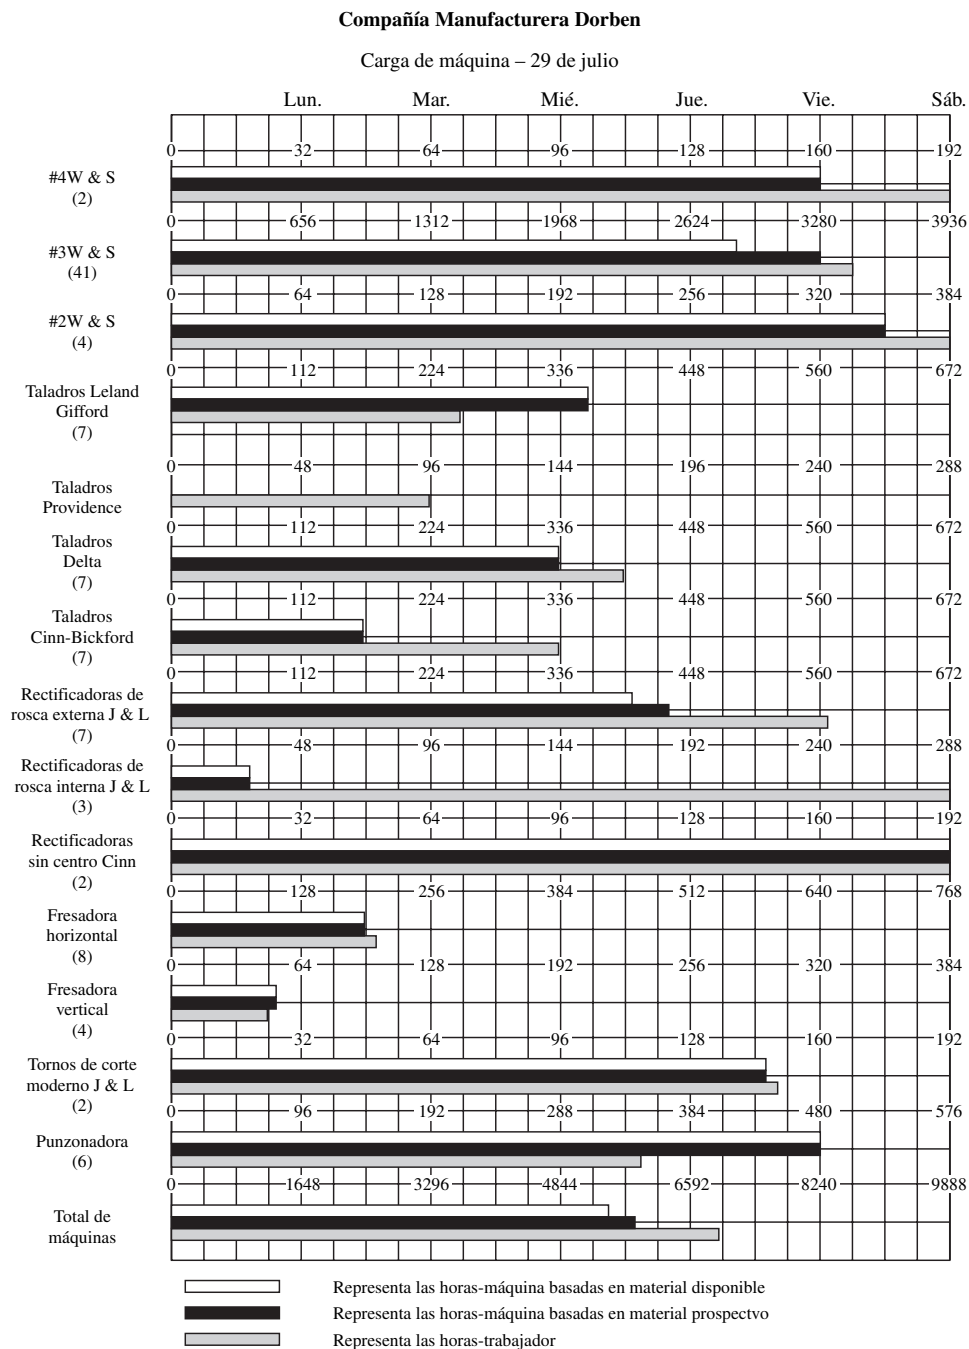 Compañía Manufacturera Dorben
Carga de máquina – 29 de julio
Lun. Mar. Mié. Jue. Vie. Sáb.
0 32 64 96 128 160 192
#4W & S
(2)
0 656 1312 1968 2624 3280 3936
#3W & S
(41)
0 64 128 192 256 320 384
#2W & S
(4)
0 112 224 336 448 560 672
Taladros Leland
Gifford
(7)
0 48 96 144 196 240 288
Taladros
Providence
0 112 224 336 448 560 672
Taladros
Delta
(7)
0 112 224 336 448 560 672
Taladros
Cinn-Bickford
(7)
0 112 224 336 448 560 672
Rectificadoras de
rosca externa J & L
(7)
0 48 96 144 192 240 288
Rectificadoras de
rosca interna J & L
(3)
0 32 64 96 128 160 192
Rectificadoras
sin centro Cinn
(2)
0 128 256 384 512 640 768
Fresadora
horizontal
(8)
0 64 128 192 256 320 384
Fresadora
vertical
(4)
0 32 64 96 128 160 192
Tornos de corte
moderno J & L
(2)
0 96 192 288 384 480 576
Punzonadora
(6)
0 1648 3296 4844 6592 8240 9888
Total de
máquinas
Representa las horas-máquina basadas en material disponible
Representa las horas-máquina basadas en material prospectvo
Representa las horas-trabajador